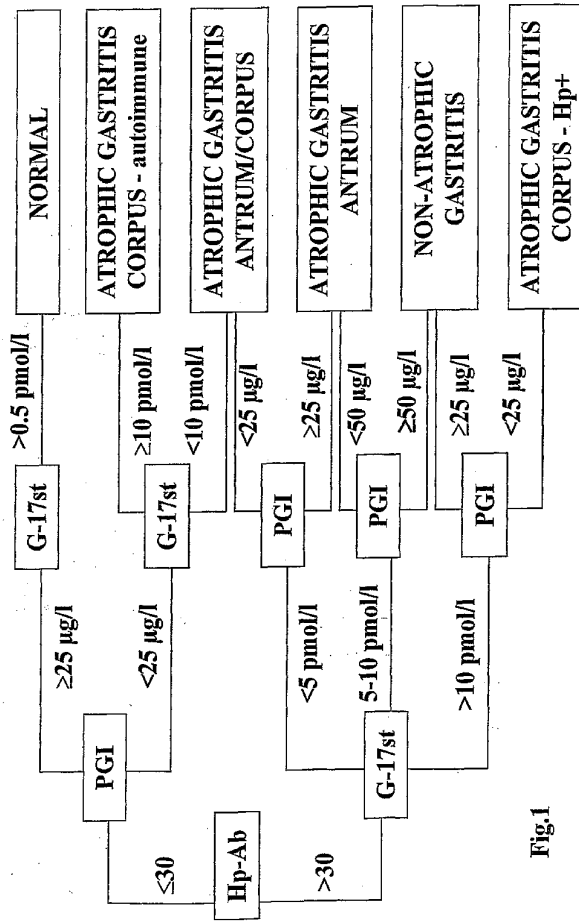 Hp-Ab
≤30
>30
PGI
≥25 µg/l
<25 µg/l
G-17st
>0.5 pmol/l
NORMAL
G-17st
≥10 pmol/l
<10 pmol/l
ATROPHIC GASTRITIS
CORPUS - autoimmune
ATROPHIC GASTRITIS
ANTRUM/CORPUS
G-17st
<5 pmol/l
5-10 pmol/l
>10 pmol/l
PGI
<25 µg/l
≥25 µg/l
ATROPHIC GASTRITIS
ANTRUM
PGI
<50 µg/l
≥50 µg/l
NON-ATROPHIC
GASTRITIS
PGI
≥25 µg/l
<25 µg/l
ATROPHIC GASTRITIS
CORPUS - Hp+
Fig.1